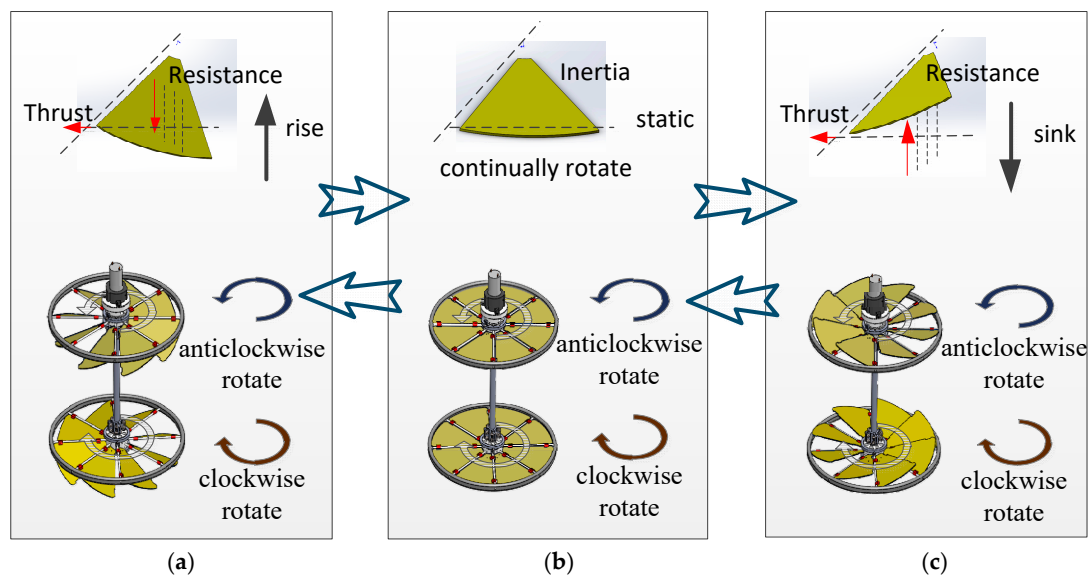 Resistance
Thrust
rise
anticlockwise
rotate
clockwise
rotate
(a)
Inertia
static
continually rotate
anticlockwise
rotate
clockwise
rotate
(b)
Resistance
Thrust
sink
anticlockwise
rotate
clockwise
rotate
(c)